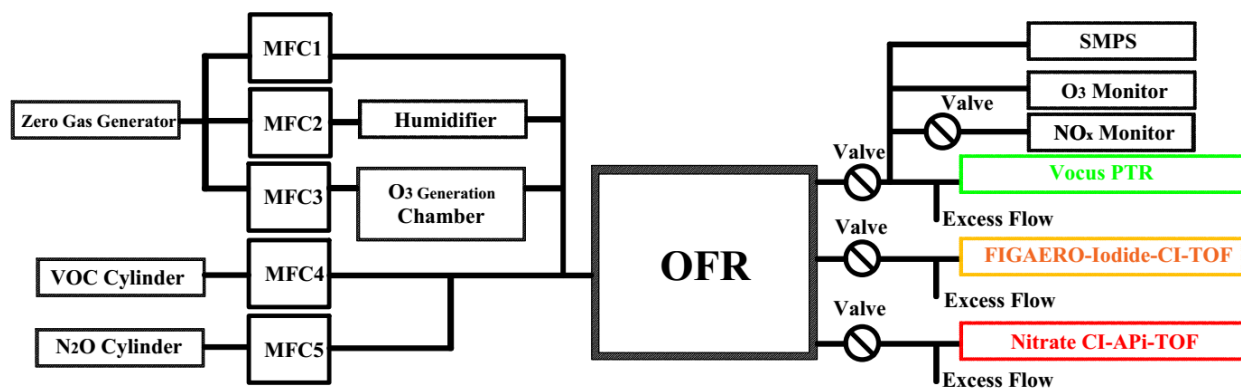 MFC1
MFC2
MFC3
MFC4
MFC5
Zero Gas Generator
Humidifier
O3 Generation
Chamber
VOC Cylinder
N2O Cylinder
OFR
Valve
Valve
Valve
Valve
SMPS
O3 Monitor
NOx Monitor
Vocus PTR
Excess Flow
FIGAERO-Iodide-CI-TOF
Excess Flow
Nitrate CI-APi-TOF
Excess Flow